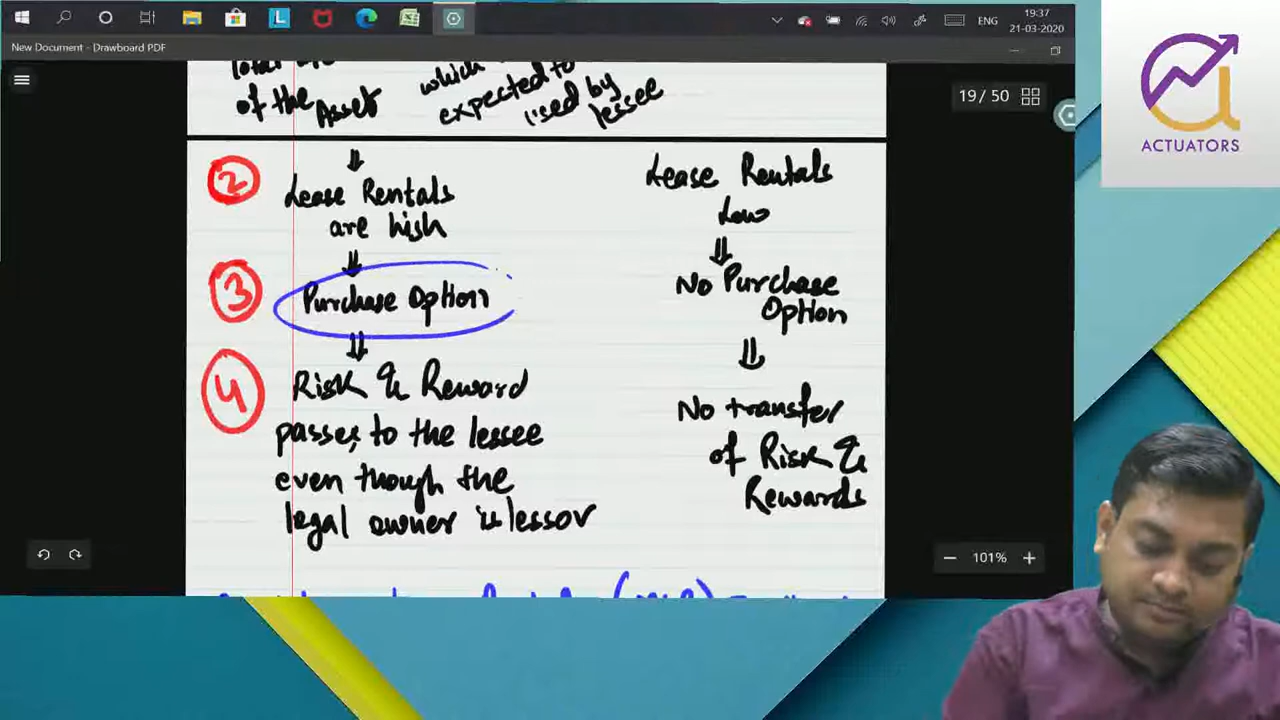 19:37
ENG
21-03-2020
New Document - Drawboard PDF
19 / 50
ACTUATORS
of the Asset
which
expected to
used by
lessee
2
Lease Rentals
are high
3
Purchase Option
4
Risk & Reward
passes to the lessee
even though the
legal owner is lessor
Lease Rentals
Low
No Purchase
Option
No transfer
of Risk &
Rewards
101%